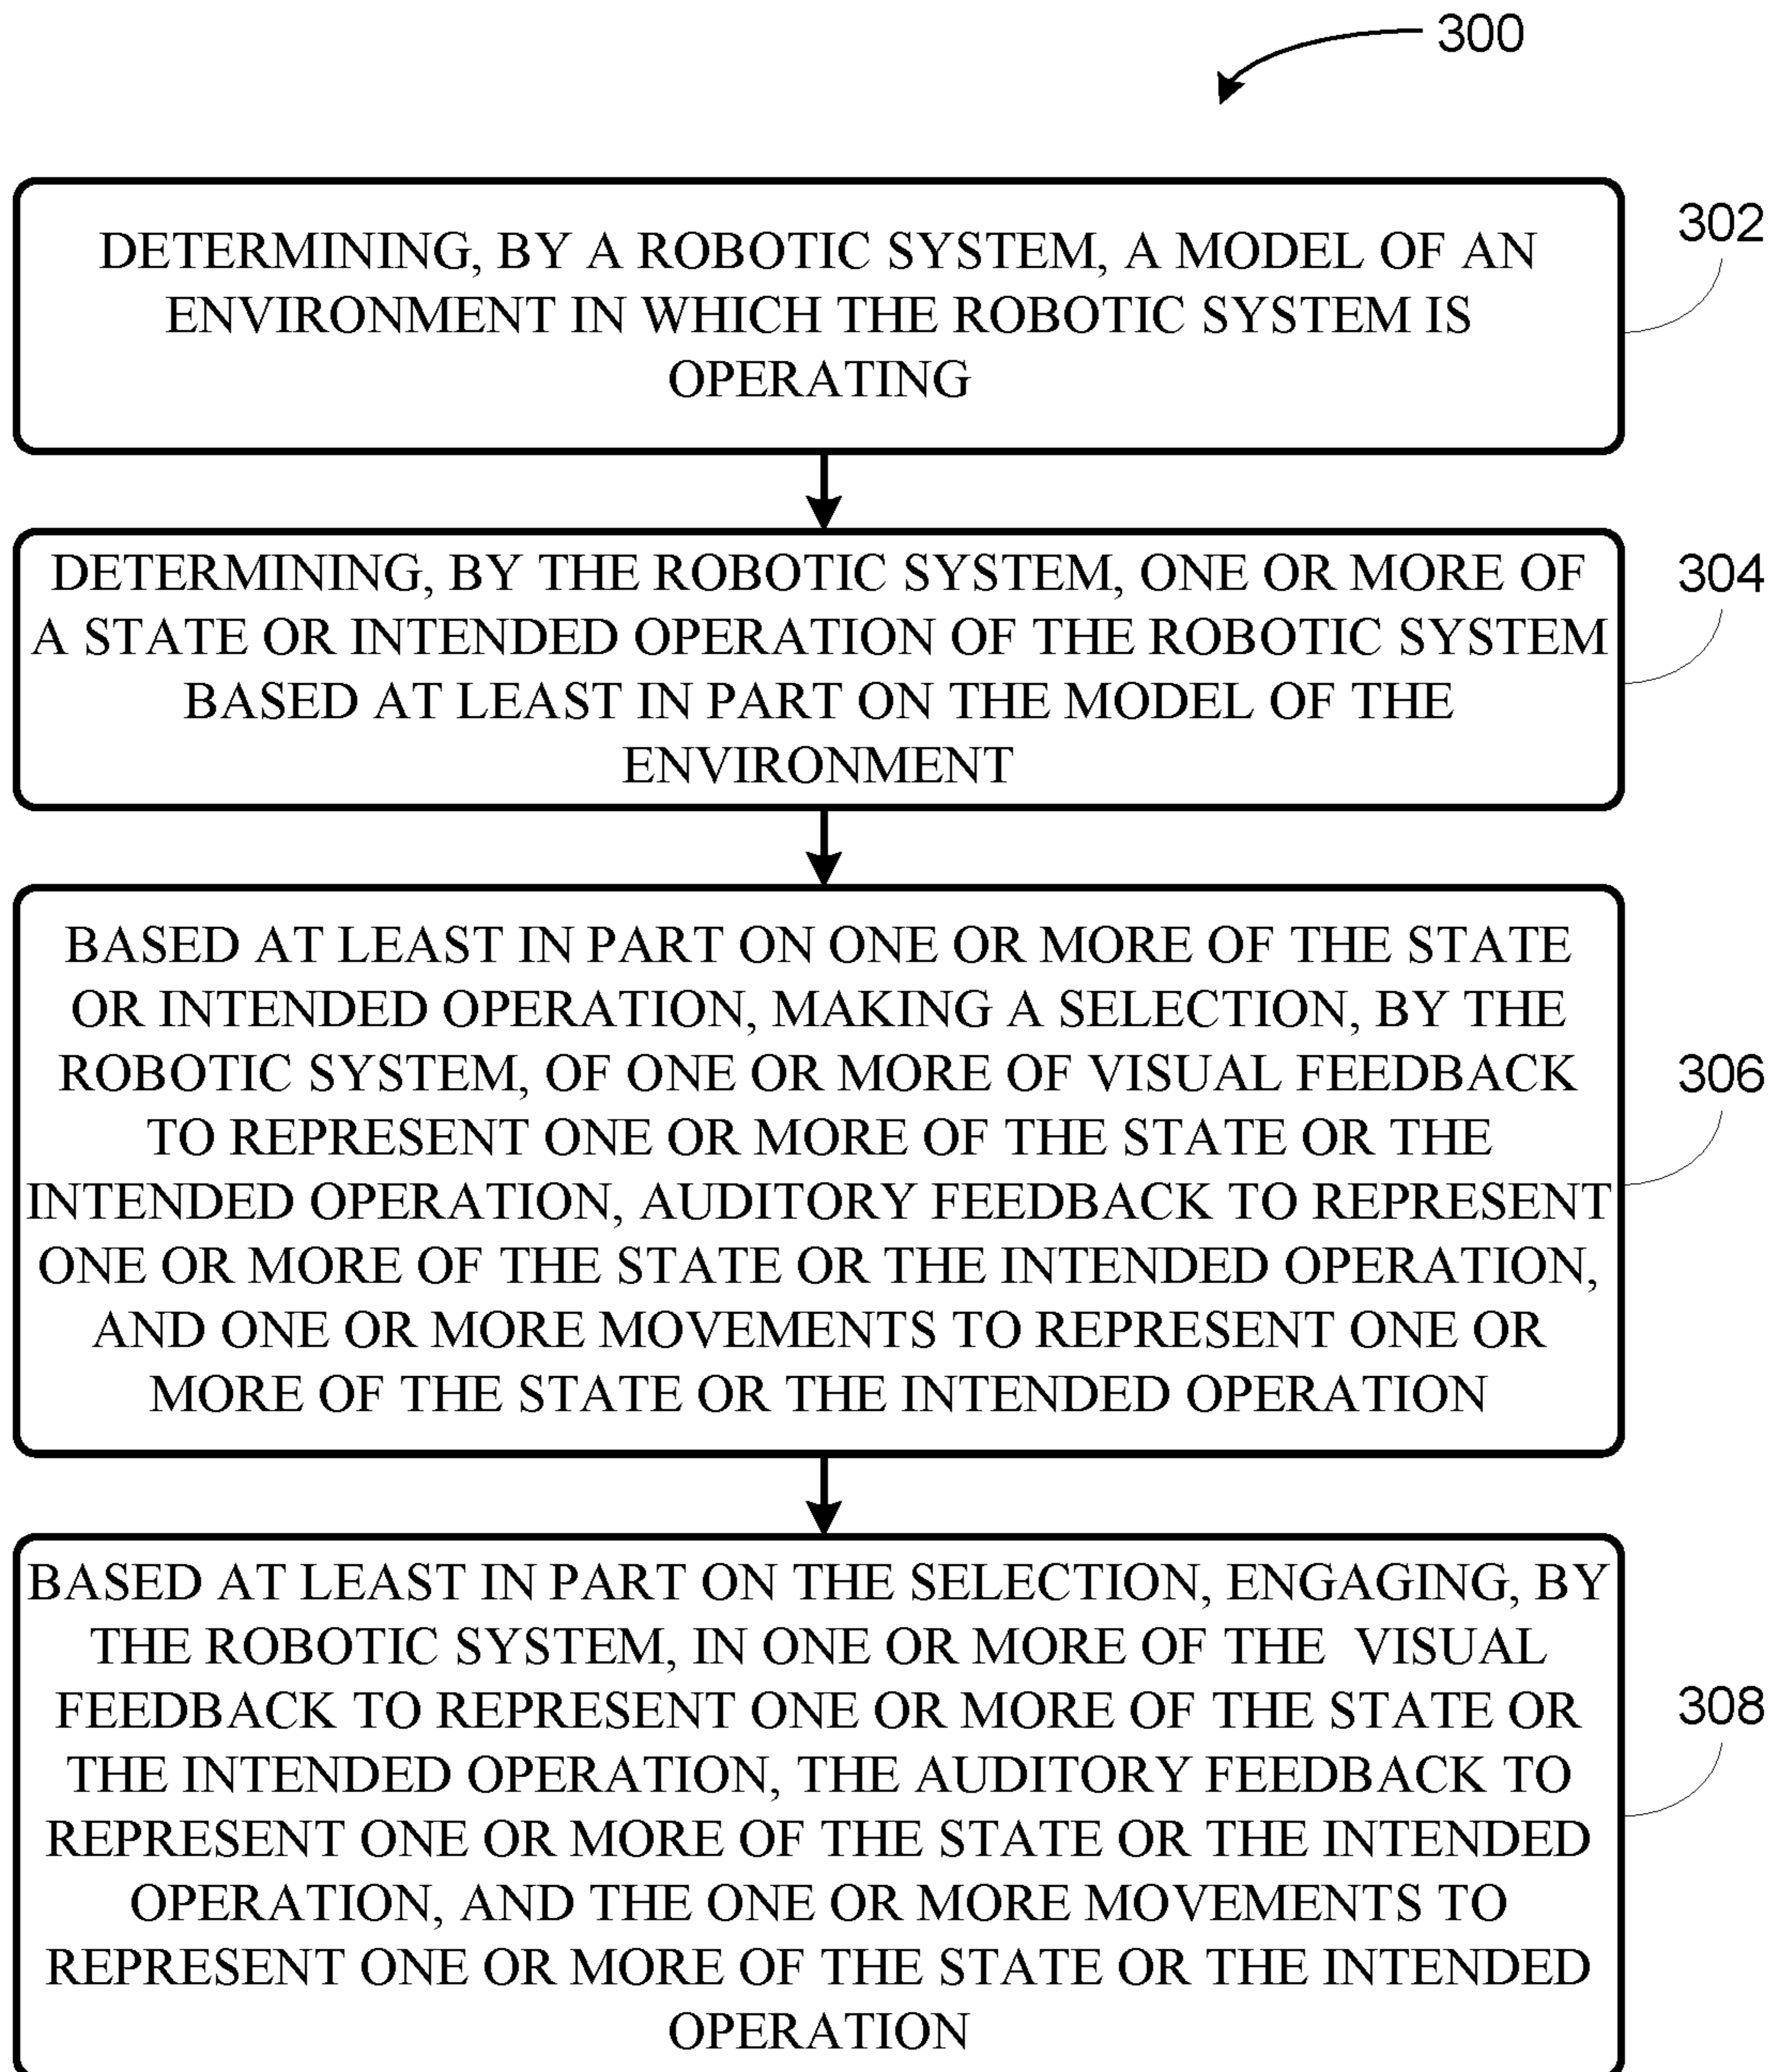 300
DETERMINING, BY A ROBOTIC SYSTEM, A MODEL OF AN
ENVIRONMENT IN WHICH THE ROBOTIC SYSTEM IS
OPERATING
302
DETERMINING, BY THE ROBOTIC SYSTEM, ONE OR MORE OF
A STATE OR INTENDED OPERATION OF THE ROBOTIC SYSTEM
BASED AT LEAST IN PART ON THE MODEL OF THE
ENVIRONMENT
304
BASED AT LEAST IN PART ON ONE OR MORE OF THE STATE
OR INTENDED OPERATION, MAKING A SELECTION, BY THE
ROBOTIC SYSTEM, OF ONE OR MORE OF VISUAL FEEDBACK
TO REPRESENT ONE OR MORE OF THE STATE OR THE
INTENDED OPERATION, AUDITORY FEEDBACK TO REPRESENT
ONE OR MORE OF THE STATE OR THE INTENDED OPERATION,
AND ONE OR MORE MOVEMENTS TO REPRESENT ONE OR
MORE OF THE STATE OR THE INTENDED OPERATION
306
BASED AT LEAST IN PART ON THE SELECTION, ENGAGING, BY
THE ROBOTIC SYSTEM, IN ONE OR MORE OF THE VISUAL
FEEDBACK TO REPRESENT ONE OR MORE OF THE STATE OR
THE INTENDED OPERATION, THE AUDITORY FEEDBACK TO
REPRESENT ONE OR MORE OF THE STATE OR THE INTENDED
OPERATION, AND THE ONE OR MORE MOVEMENTS TO
REPRESENT ONE OR MORE OF THE STATE OR THE INTENDED
OPERATION
308